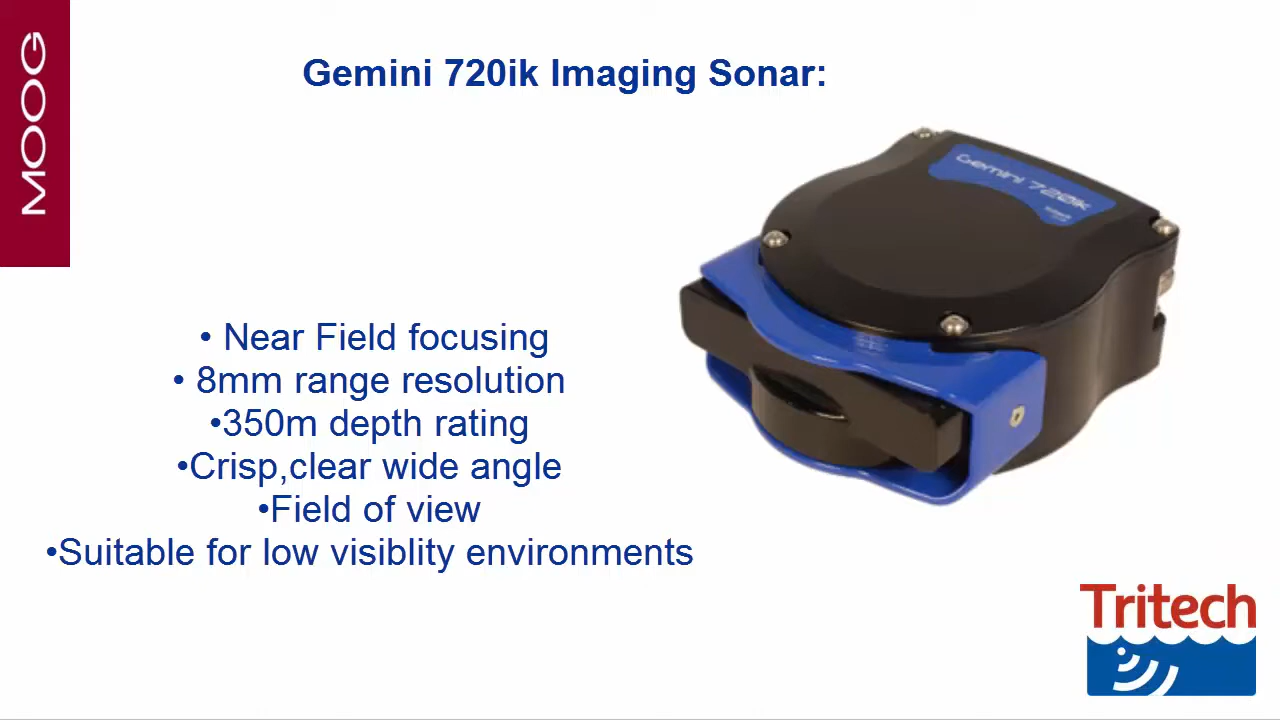 MOOG
Gemini 720ik Imaging Sonar:
Gemini 720ik
• Near Field focusing
• 8mm range resolution
•350m depth rating
•Crisp,clear wide angle
•Field of view
•Suitable for low visiblity environments
Tritech